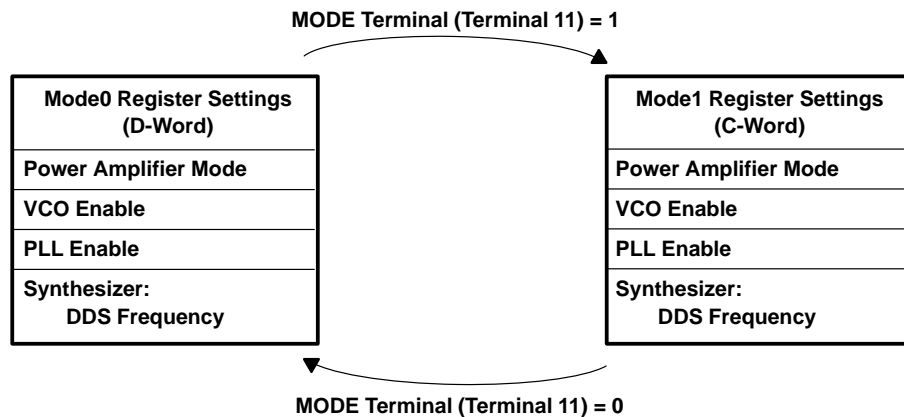 MODE Terminal (Terminal 11) = 1
Mode0 Register Settings
(D-Word)
Power Amplifier Mode
VCO Enable
PLL Enable
Synthesizer:
DDS Frequency
Mode1 Register Settings
(C-Word)
Power Amplifier Mode
VCO Enable
PLL Enable
Synthesizer:
DDS Frequency
MODE Terminal (Terminal 11) = 0